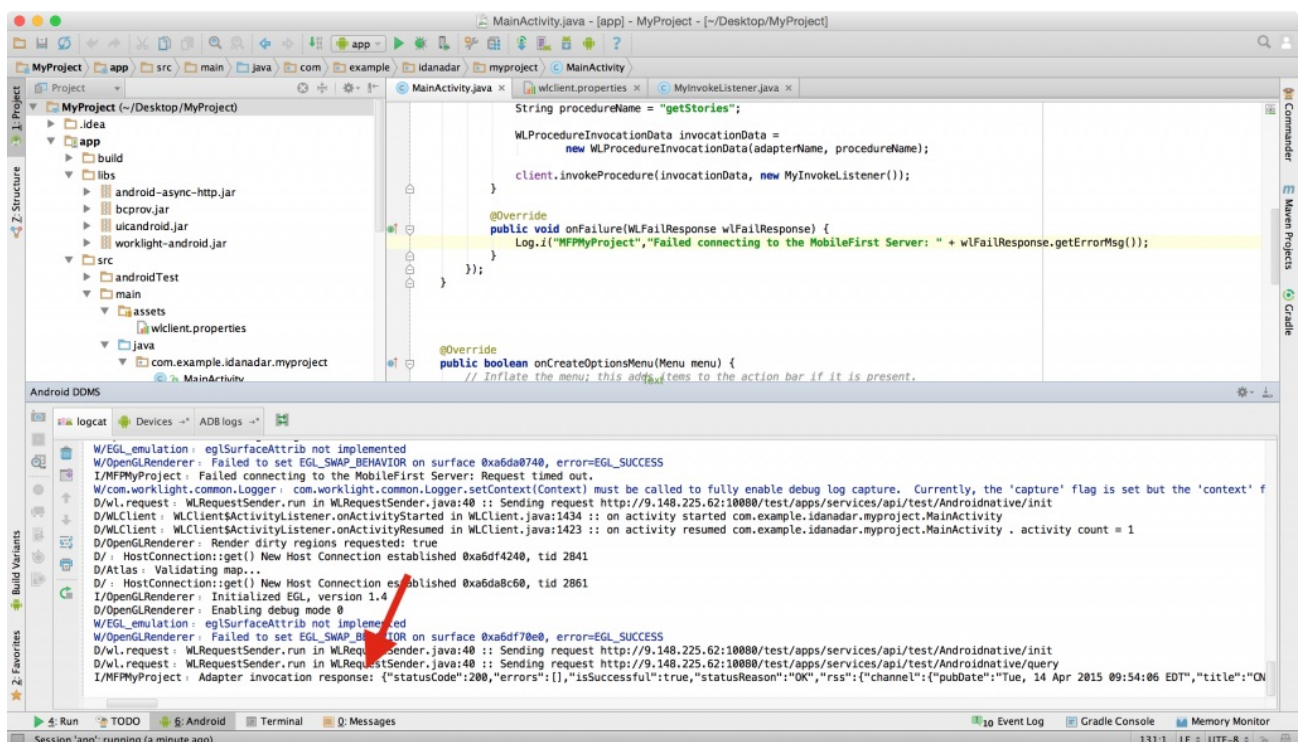 MainActivity.java - [app] - MyProject - [~/Desktop/MyProject]
app
MyProject app src main java com example idanadar myproject MainActivity
Project
MainActivity.java × wlclient.properties × MyInvokeListener.java ×
1: Project
Z: Structure
Build Variants
2: Favorites
Commander
Maven Projects
Gradle
MyProject (~/Desktop/MyProject)
.idea
app
build
libs
android-async-http.jar
bcprov.jar
uicandroid.jar
worklight-android.jar
src
androidTest
main
assets
wlclient.properties
java
com.example.idanadar.myproject
MainActivity
String procedureName = "getStories";
WLProcedureInvocationData invocationData =
new WLProcedureInvocationData(adapterName, procedureName);
client.invokeProcedure(invocationData, new MyInvokeListener());
}
@Override
public void onFailure(WLFailResponse wlFailResponse) {
Log.i("MFPMyProject","Failed connecting to the MobileFirst Server: " + wlFailResponse.getErrorMsg());
}
});
}
@Override
public boolean onCreateOptionsMenu(Menu menu) {
// Inflate the menu; this adds items to the action bar if it is present.
Text
Android DDMS
logcat Devices ADB logs
W/EGL_emulation﹕ eglSurfaceAttrib not implemented
W/OpenGLRenderer﹕ Failed to set EGL_SWAP_BEHAVIOR on surface 0xa6da0740, error=EGL_SUCCESS
I/MFPMyProject﹕ Failed connecting to the MobileFirst Server: Request timed out.
W/com.worklight.common.Logger﹕ com.worklight.common.Logger.setContext(Context) must be called to fully enable debug log capture.  Currently, the 'capture' flag is set but the 'context' f
D/wl.request﹕ WLRequestSender.run in WLRequestSender.java:40 :: Sending request http://9.148.225.62:10080/test/apps/services/api/test/Androidnative/init
D/WLClient﹕ WLClient$ActivityListener.onActivityStarted in WLClient.java:1434 :: on activity started com.example.idanadar.myproject.MainActivity
D/WLClient﹕ WLClient$ActivityListener.onActivityResumed in WLClient.java:1423 :: on activity resumed com.example.idanadar.myproject.MainActivity . activity count = 1
D/OpenGLRenderer﹕ Render dirty regions requested: true
D/﹕ HostConnection::get() New Host Connection established 0xa6df4240, tid 2841
D/Atlas﹕ Validating map...
D/﹕ HostConnection::get() New Host Connection established 0xa6da8c60, tid 2861
I/OpenGLRenderer﹕ Initialized EGL, version 1.4
D/OpenGLRenderer﹕ Enabling debug mode 0
W/EGL_emulation﹕ eglSurfaceAttrib not implemented
W/OpenGLRenderer﹕ Failed to set EGL_SWAP_BEHAVIOR on surface 0xa6df70e0, error=EGL_SUCCESS
D/wl.request﹕ WLRequestSender.run in WLRequestSender.java:40 :: Sending request http://9.148.225.62:10080/test/apps/services/api/test/Androidnative/init
D/wl.request﹕ WLRequestSender.run in WLRequestSender.java:40 :: Sending request http://9.148.225.62:10080/test/apps/services/api/test/Androidnative/query
I/MFPMyProject﹕ Adapter invocation response: {"statusCode":200,"errors":[],"isSuccessful":true,"statusReason":"OK","rss":{"channel":{"pubDate":"Tue, 14 Apr 2015 09:54:06 EDT","title":"CN
4: Run TODO 6: Android Terminal 0: Messages 10 Event Log Gradle Console Memory Monitor
Session 'app': running (a minute ago) 131:1 LF UTF-8